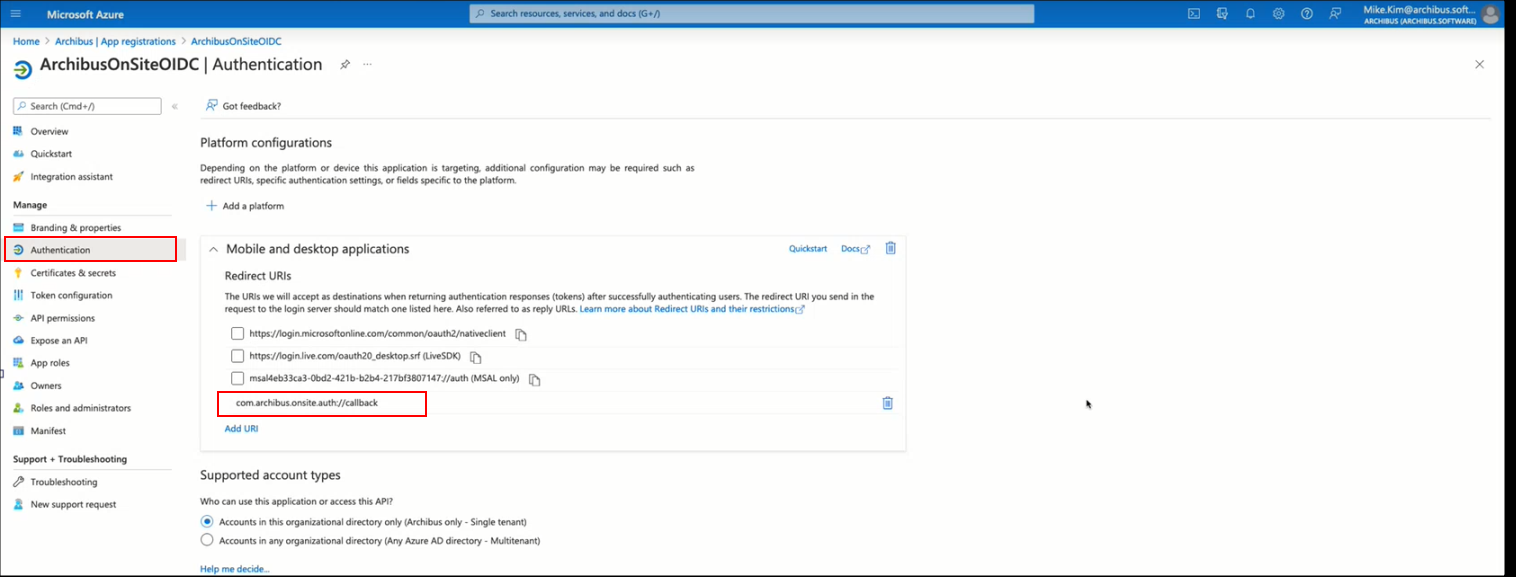 Microsoft Azure
Search resources, services, and docs (G+/)
Mike.Kim@archibus.soft...
ARCHIBUS (ARCHIBUS.SOFTWARE)
Home > Archibus | App registrations > ArchibusOnSiteOIDC
ArchibusOnSiteOIDC | Authentication
Search (Cmd+/)
Got feedback?
Overview
Quickstart
Integration assistant
Manage
Branding & properties
Authentication
Certificates & secrets
Token configuration
API permissions
Expose an API
App roles
Owners
Roles and administrators
Manifest
Support + Troubleshooting
Troubleshooting
New support request
Platform configurations
Depending on the platform or device this application is targeting, additional configuration may be required such as
redirect URIs, specific authentication settings, or fields specific to the platform.
Add a platform
Mobile and desktop applications
Quickstart
Docs
Redirect URIs
The URIs we will accept as destinations when returning authentication responses (tokens) after successfully authenticating users. The redirect URI you send in the
request to the login server should match one listed here. Also referred to as reply URLs. Learn more about Redirect URIs and their restrictions
https://login.microsoftonline.com/common/oauth2/nativeclient
https://login.live.com/oauth20_desktop.srf (LiveSDK)
msal4eb33ca3-0bd2-421b-b2b4-217bf3807147://auth (MSAL only)
com.archibus.onsite.auth://callback
Add URI
Supported account types
Who can use this application or access this API?
Accounts in this organizational directory only (Archibus only - Single tenant)
Accounts in any organizational directory (Any Azure AD directory - Multitenant)
Help me decide...